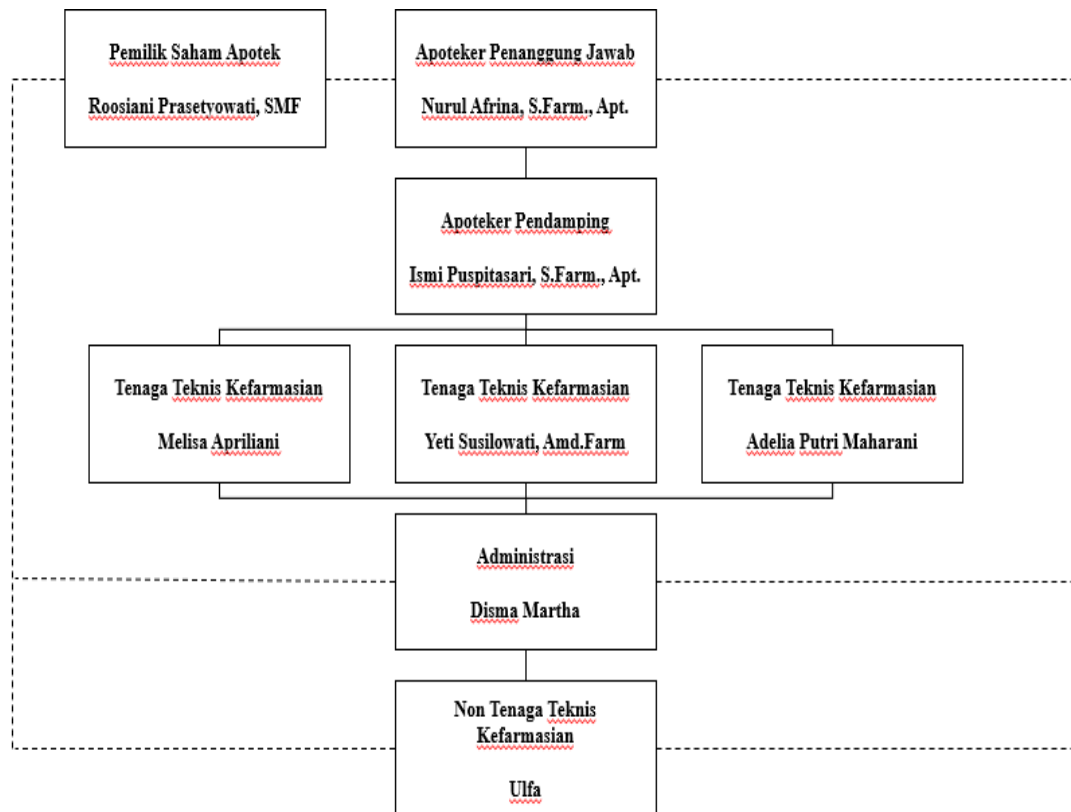 Pemilik Saham Apotek
Roosiani Prasetyowati, SMF
Apoteker Penanggung Jawab
Nurul Afrina, S.Farm., Apt.
Apoteker Pendamping
Ismi Puspitasari, S.Farm., Apt.
Tenaga Teknis Kefarmasian
Melisa Apriliani
Tenaga Teknis Kefarmasian
Yeti Susilowati, Amd.Farm
Tenaga Teknis Kefarmasian
Adelia Putri Maharani
Administrasi
Disma Martha
Non Tenaga Teknis
Kefarmasian
Ulfa